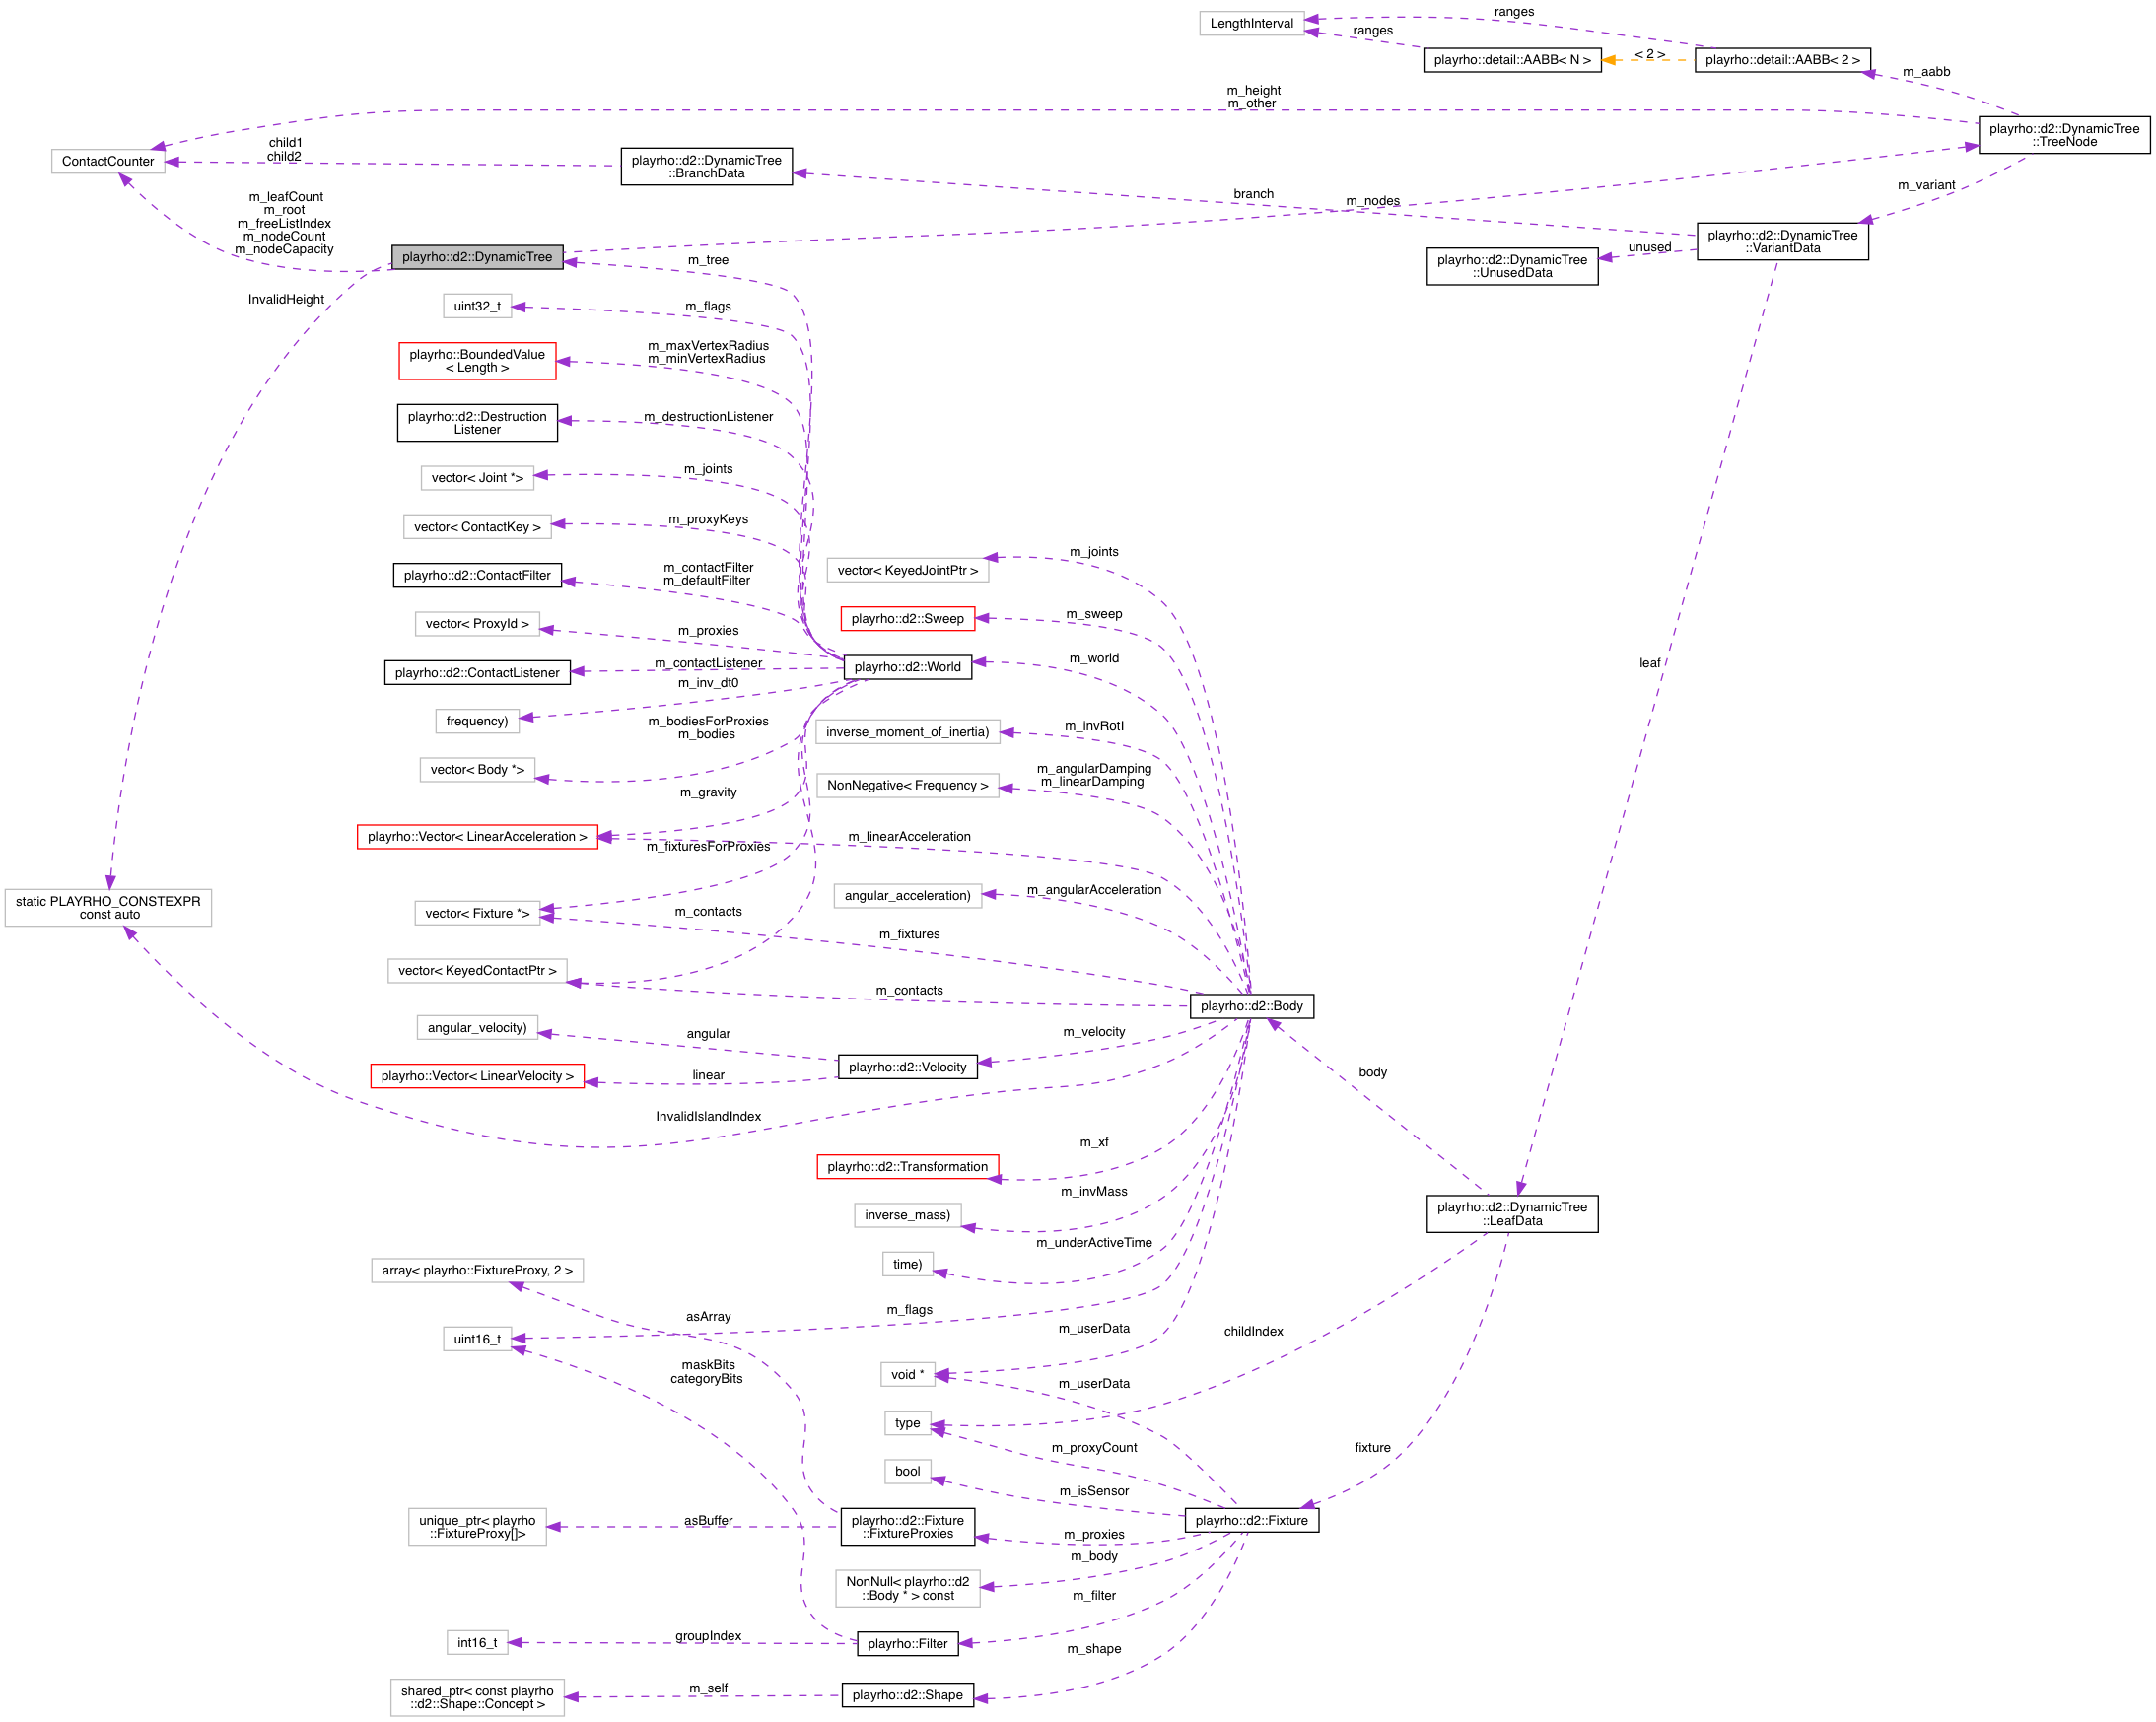 LengthInterval
ranges
ranges
playrho::detail::AABB< N >
< 2 >
playrho::detail::AABB< 2 >
m_aabb
m_height
m_other
playrho::d2::DynamicTree
::TreeNode
ContactCounter
child1
child2
playrho::d2::DynamicTree
::BranchData
branch
m_nodes
m_variant
m_leafCount
m_root
m_freeListIndex
m_nodeCount
m_nodeCapacity
playrho::d2::DynamicTree
m_tree
playrho::d2::DynamicTree
::UnusedData
unused
playrho::d2::DynamicTree
::VariantData
InvalidHeight
uint32_t
m_flags
playrho::BoundedValue
< Length >
m_maxVertexRadius
m_minVertexRadius
playrho::d2::Destruction
Listener
m_destructionListener
vector< Joint *>
m_joints
vector< ContactKey >
m_proxyKeys
playrho::d2::ContactFilter
m_contactFilter
m_defaultFilter
vector< KeyedJointPtr >
m_joints
vector< ProxyId >
m_proxies
playrho::d2::Sweep
m_sweep
playrho::d2::ContactListener
m_contactListener
playrho::d2::World
m_world
leaf
frequency)
m_inv_dt0
inverse_moment_of_inertia)
m_invRotI
vector< Body *>
m_bodiesForProxies
m_bodies
NonNegative< Frequency >
m_angularDamping
m_linearDamping
m_gravity
playrho::Vector< LinearAcceleration >
m_linearAcceleration
m_fixturesForProxies
static PLAYRHO_CONSTEXPR
const auto
vector< Fixture *>
m_contacts
angular_acceleration)
m_angularAcceleration
m_fixtures
vector< KeyedContactPtr >
m_contacts
playrho::d2::Body
angular_velocity)
angular
m_velocity
playrho::Vector< LinearVelocity >
linear
playrho::d2::Velocity
body
InvalidIslandIndex
m_xf
playrho::d2::Transformation
m_invMass
inverse_mass)
playrho::d2::DynamicTree
::LeafData
m_underActiveTime
time)
array< playrho::FixtureProxy, 2 >
asArray
m_flags
uint16_t
m_userData
childIndex
maskBits
categoryBits
void *
m_userData
type
m_proxyCount
fixture
bool
m_isSensor
unique_ptr< playrho
::FixtureProxy[]>
asBuffer
playrho::d2::Fixture
::FixtureProxies
m_proxies
playrho::d2::Fixture
m_body
NonNull< playrho::d2
::Body * > const
m_filter
int16_t
groupIndex
playrho::Filter
m_shape
shared_ptr< const playrho
::d2::Shape::Concept >
m_self
playrho::d2::Shape